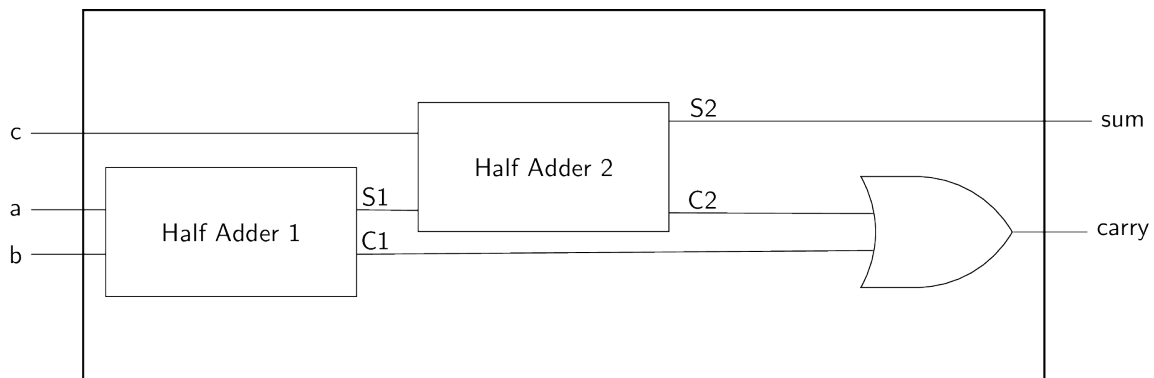 S2
sum
c
Half Adder 2
S1
C2
a
Half Adder 1
carry
C1
b